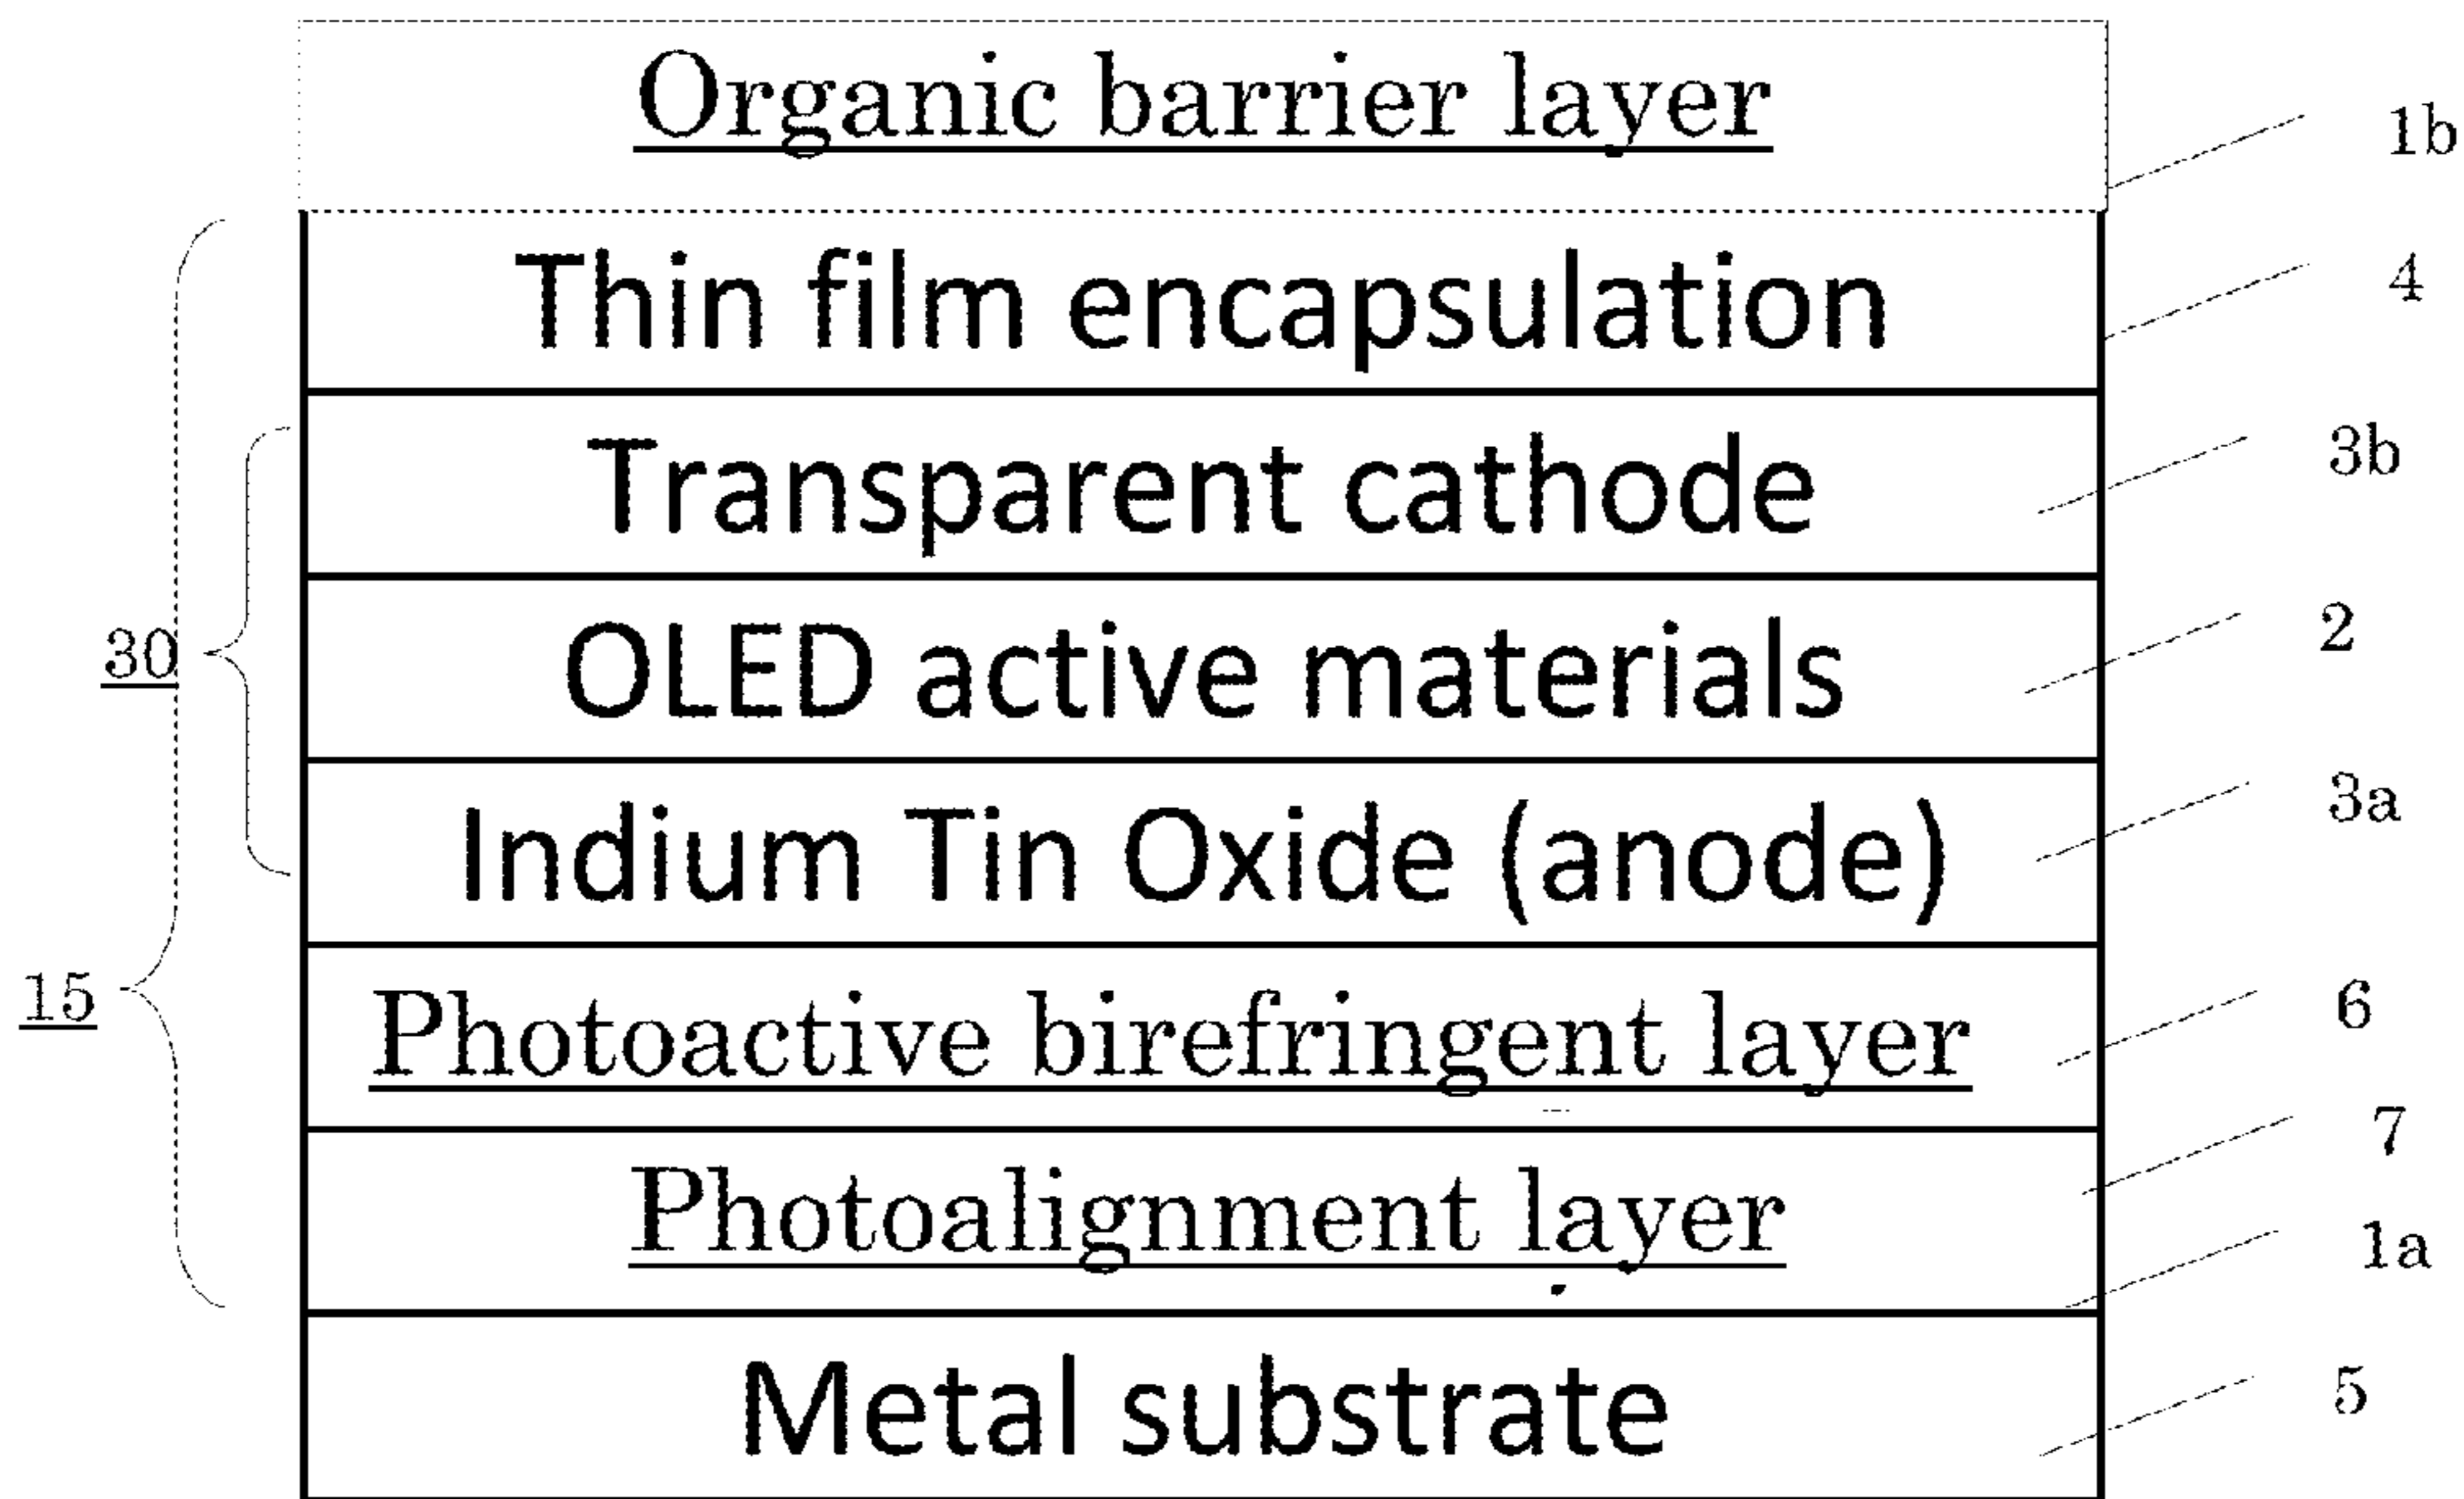 Organic barrier layer
1b
Thin film encapsulation
4
Transparent cathode
3b
OLED active materials
2
30
Indium Tin Oxide (anode)
3a
15
Photoactive birefringent layer
6
Photoalignment layer
7
1a
Metal substrate
5